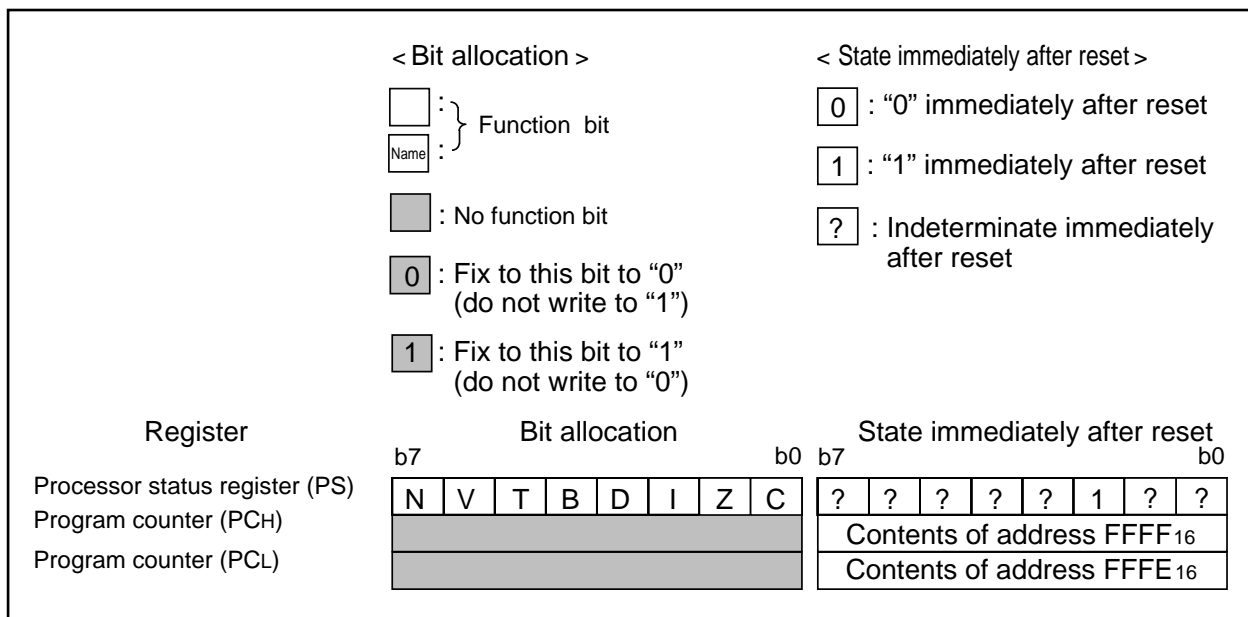 < Bit allocation >
:
: Function bit
Name
: No function bit
0 : Fix to this bit to “0”
(do not write to “1”)
1 : Fix to this bit to “1”
(do not write to “0”)
< State immediately after reset >
0 : “0” immediately after reset
1 : “1” immediately after reset
? : Indeterminate immediately
after reset
Register Bit allocation State immediately after reset
b7 b0 b7 b0
Processor status register (PS) N V T B D I Z C ? ? ? ? ? 1 ? ?
Program counter (PCH) Contents of address FFFF16
Program counter (PCL) Contents of address FFFE16